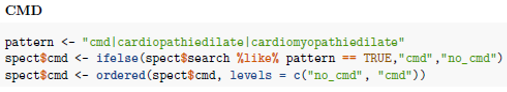 CMD
pattern <- "cmd|cardiopathiedilate|cardiomyopathiedilate"
spect$cmd <- ifelse(spect$search %like% pattern == TRUE,"cmd","no_cmd")
spect$cmd <- ordered(spect$cmd, levels = c("no_cmd", "cmd"))